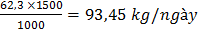 62,3 ×1500
1000 = 93,45 kg/ngày